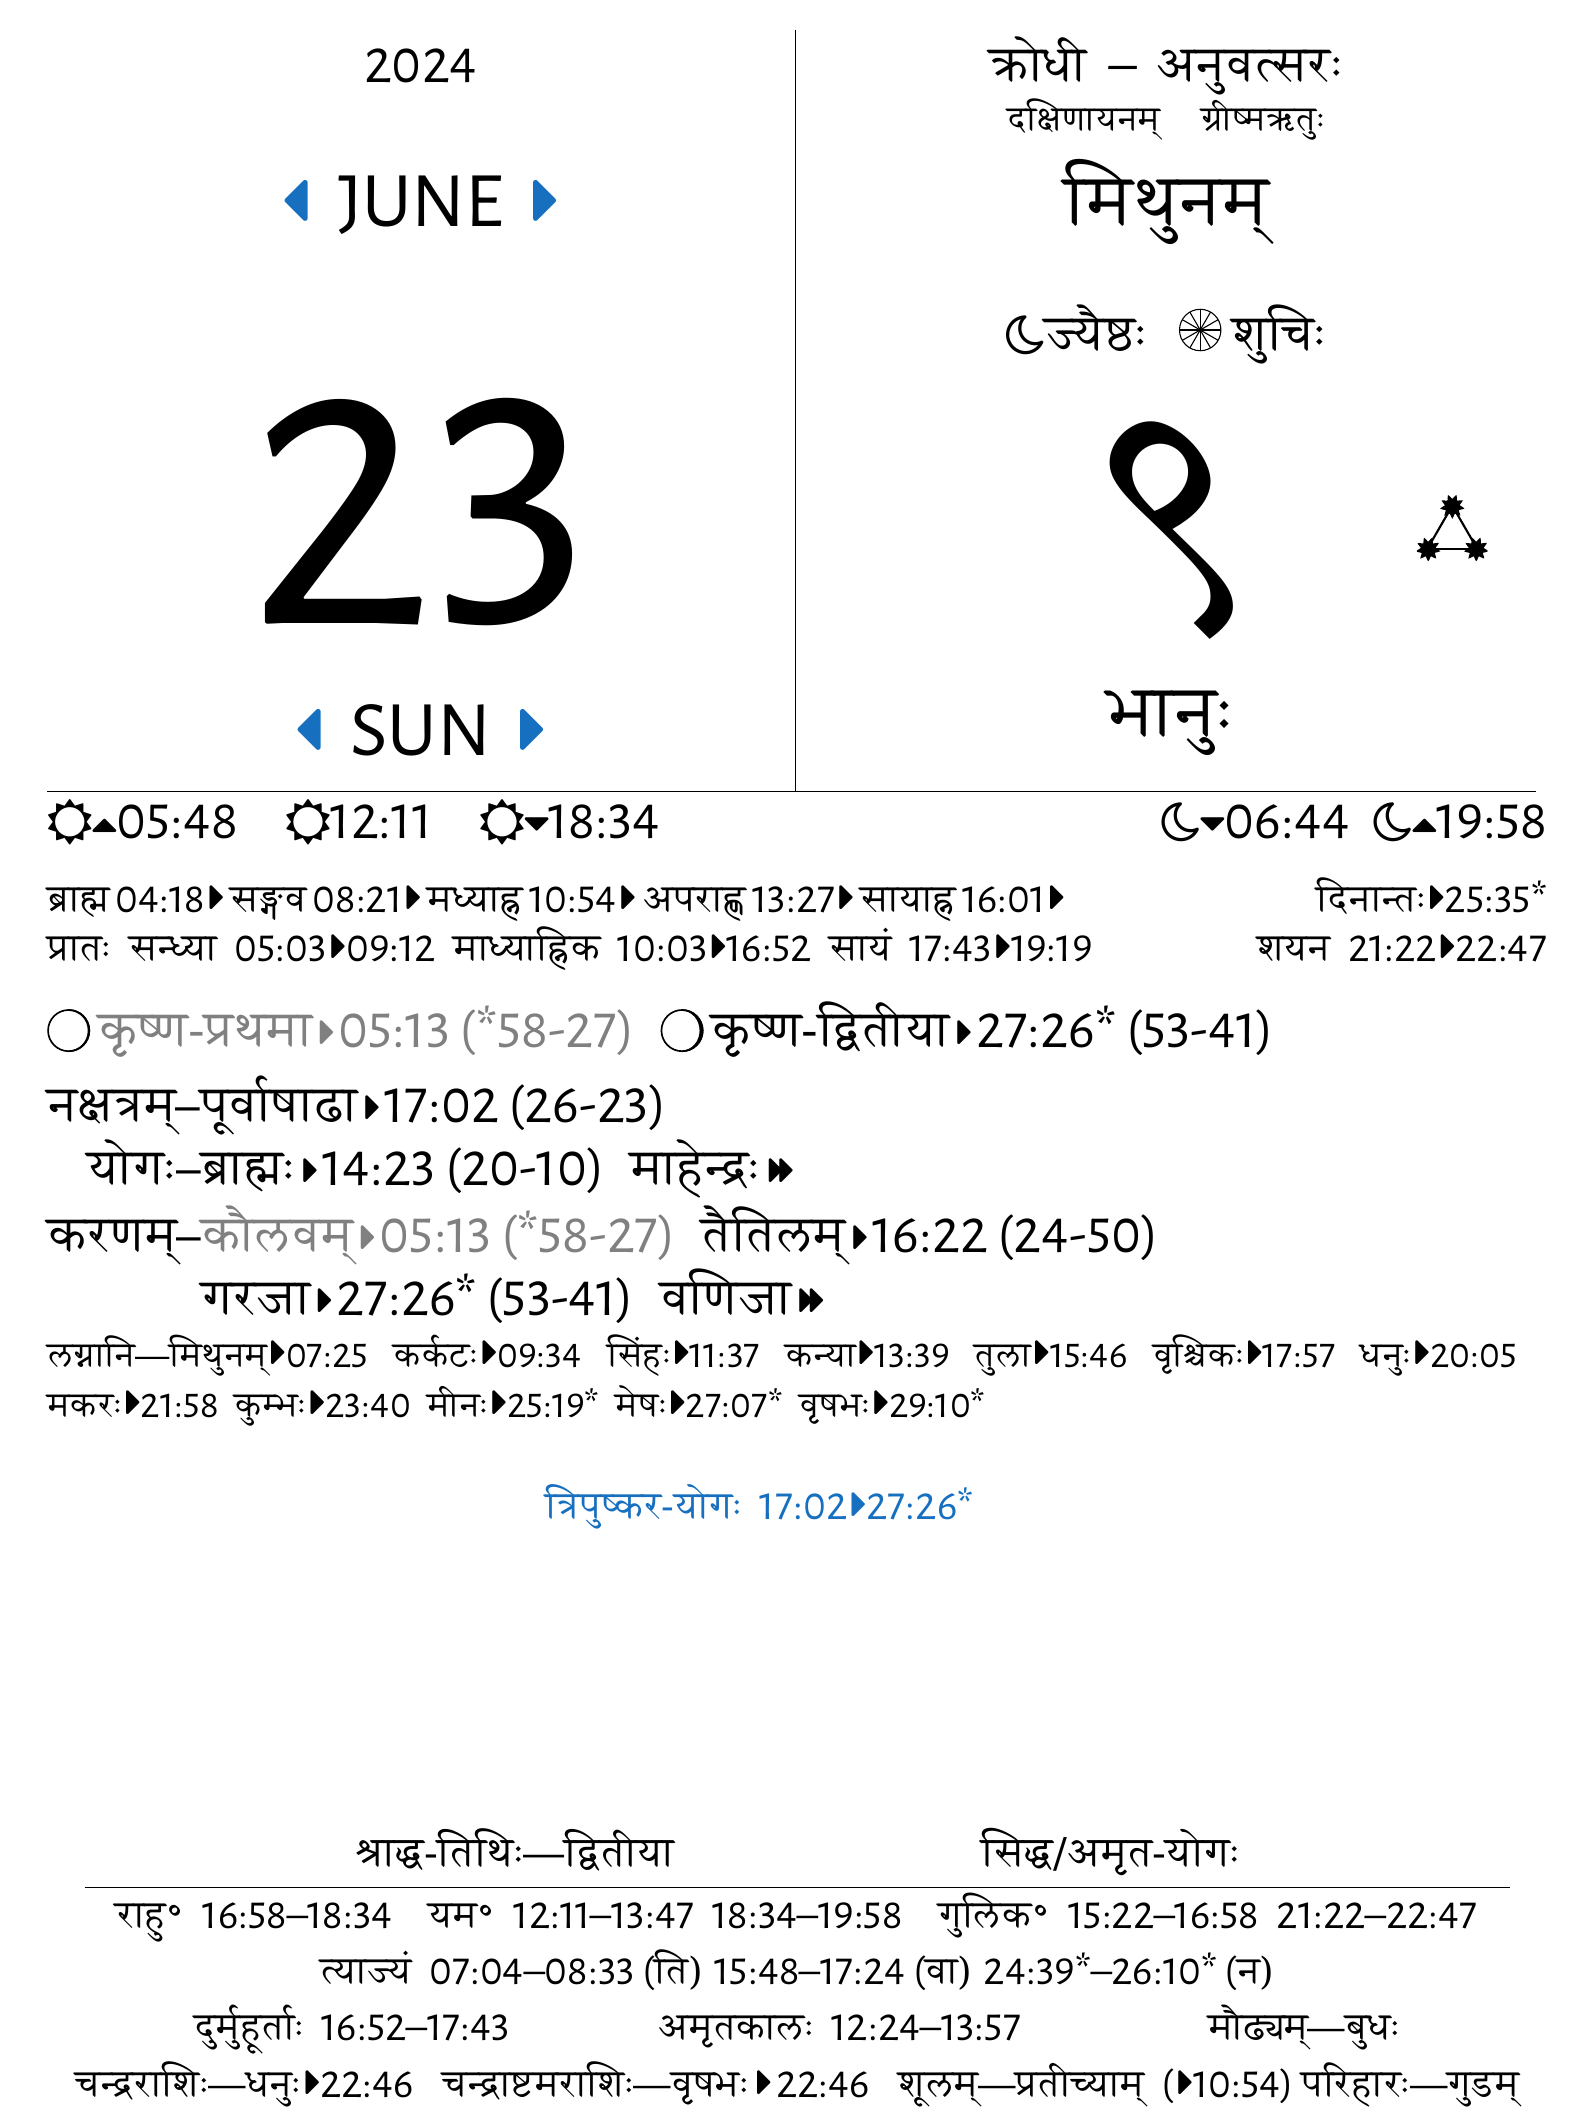 2024
JUNE
23
SUN
क्रोधी – अनुवत्सरः
दक्षिणायनम् ग्रीष्मऋतुः
मिथुनम्
ज्यैष्ठः शुचिः
९
भानुः
05:48 12:11 18:34 06:44 19:58
ब्राह्म 04:18 सङ्गव 08:21 मध्याह्न 10:54 अपराह्ण 13:27 सायाह्न 16:01 दिनान्तः 25:35*
प्रातः सन्ध्या 05:03 09:12 माध्याह्निक 10:03 16:52 सायं 17:43 19:19 शयन 21:22 22:47
कृष्ण-प्रथमा 05:13 (*58-27) कृष्ण-द्वितीया 27:26* (53-41)
नक्षत्रम्–पूर्वाषाढा 17:02 (26-23)
योगः–ब्राह्मः 14:23 (20-10) माहेन्द्रः
करणम्–कौलवम् 05:13 (*58-27) तैतिलम् 16:22 (24-50)
गरजा 27:26* (53-41) वणिजा
लग्नानि—मिथुनम् 07:25 कर्कटः 09:34 सिंहः 11:37 कन्या 13:39 तुला 15:46 वृश्चिकः 17:57 धनुः 20:05
मकरः 21:58 कुम्भः 23:40 मीनः 25:19* मेषः 27:07* वृषभः 29:10*
त्रिपुष्कर-योगः 17:02 27:26*
श्राद्ध-तिथिः—द्वितीया सिद्ध/अमृत-योगः
राहु° 16:58–18:34 यम° 12:11–13:47 18:34–19:58 गुलिक° 15:22–16:58 21:22–22:47
त्याज्यं 07:04–08:33 (ति) 15:48–17:24 (वा) 24:39*–26:10* (न)
दुर्मुहूर्ताः 16:52–17:43 अमृतकालः 12:24–13:57 मौढ्यम्—बुधः
चन्द्रराशिः—धनुः 22:46 चन्द्राष्टमराशिः—वृषभः 22:46 शूलम्—प्रतीच्याम् ( 10:54) परिहारः—गुडम्